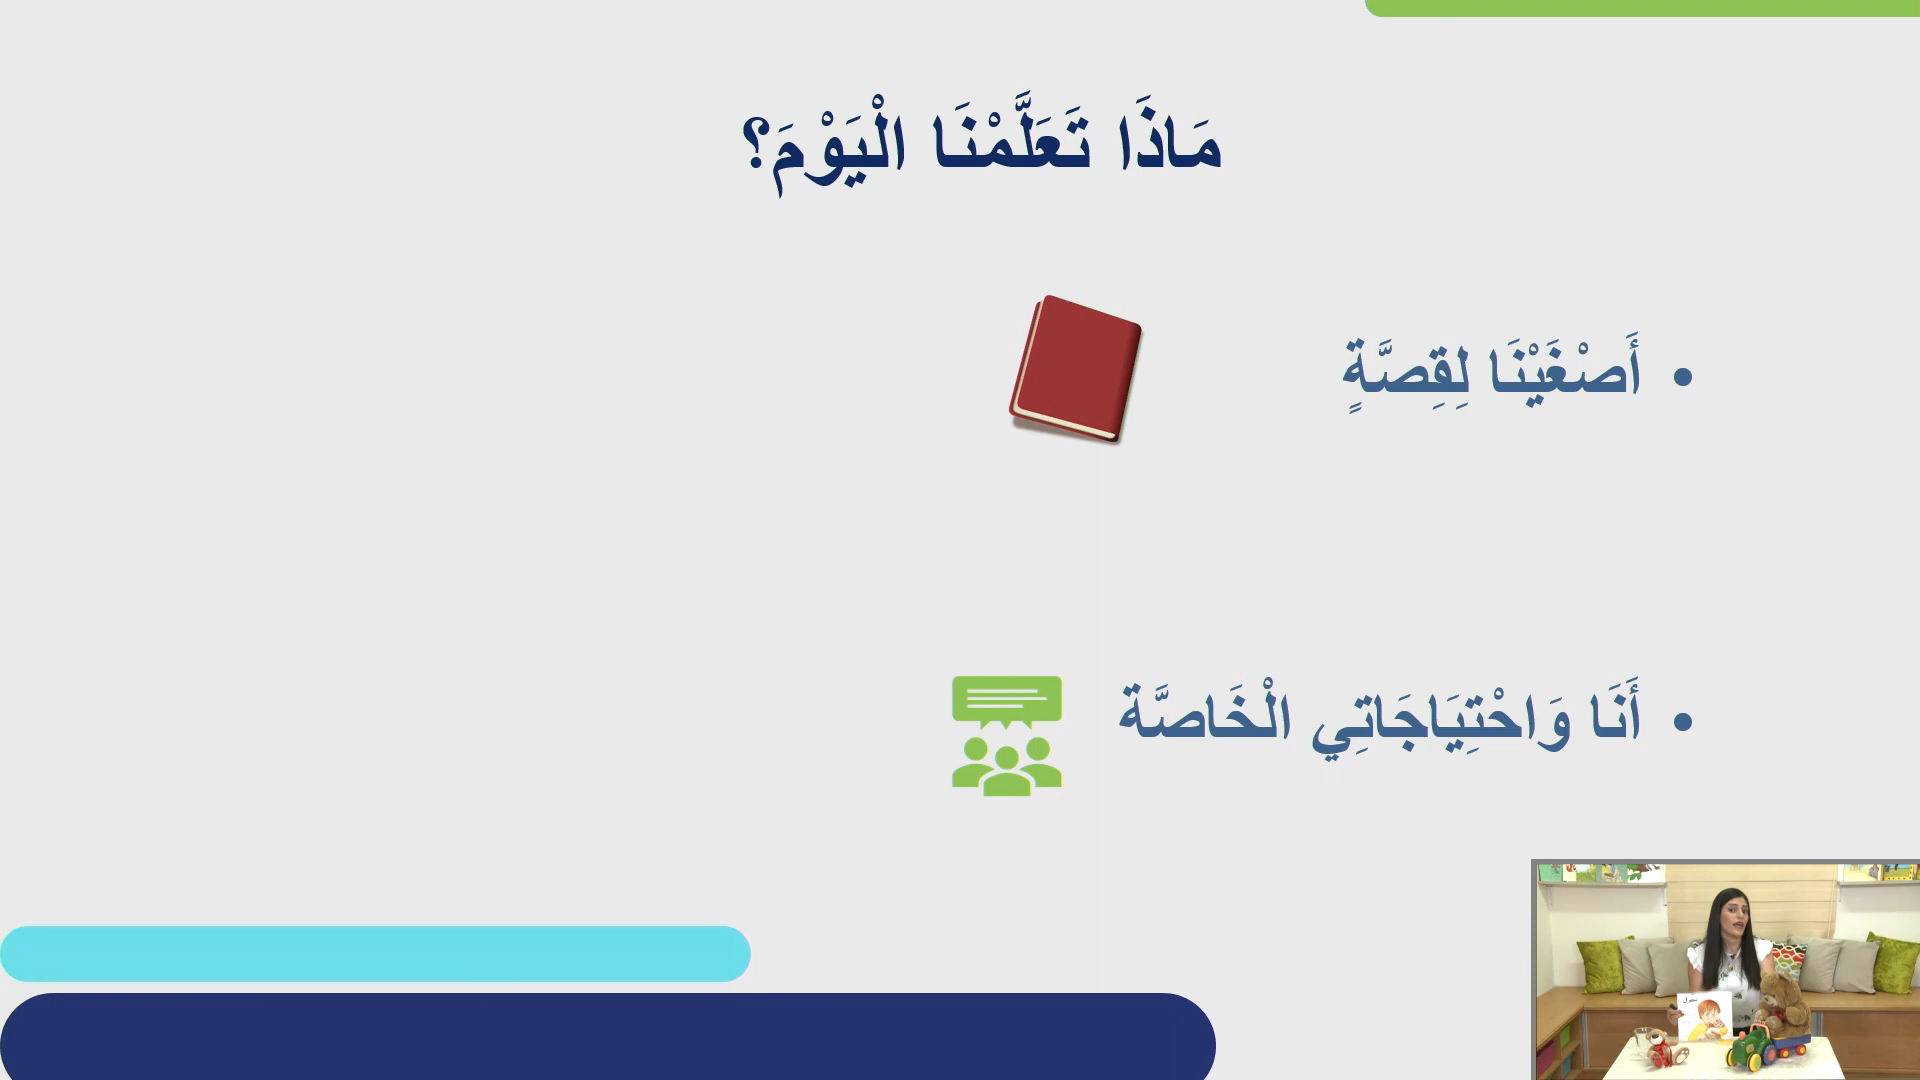 مَاذَا تَعَلَّمْنَا الْيَوْمَ؟
• أَصْغَيْنَا لِقِصَّةٍ
• أَنَا وَاحْتِيَاجَاتِي الْخَاصَّة